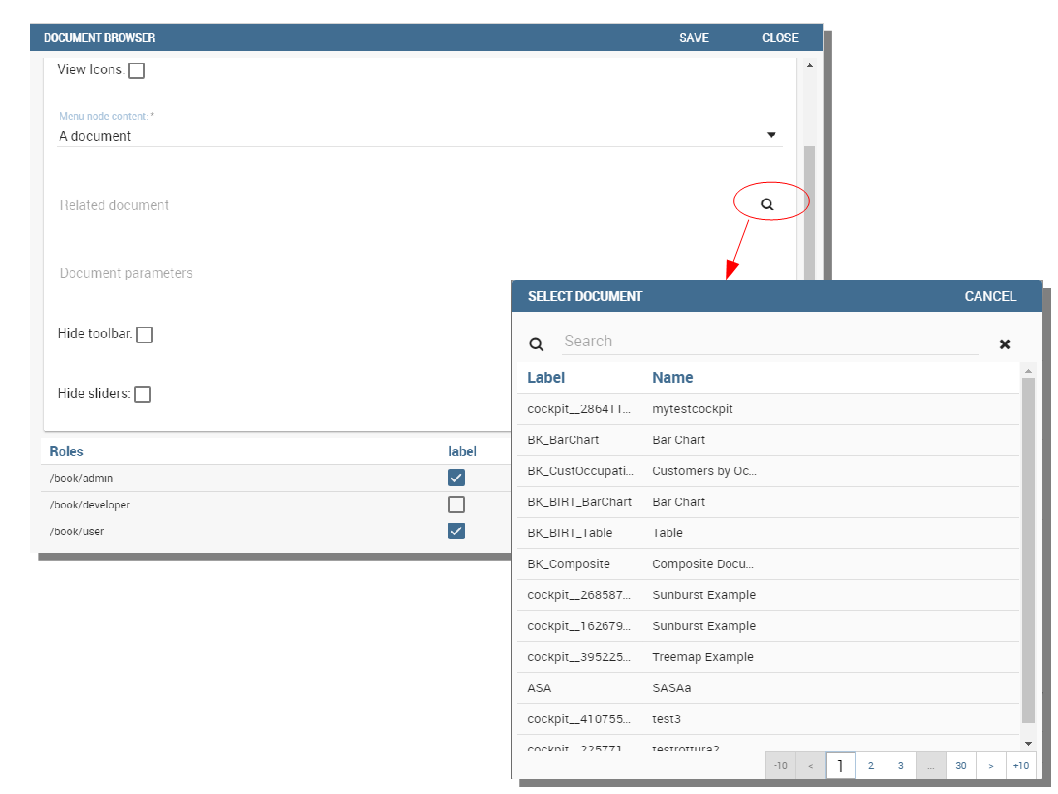 DOCUMENT BROWSER SAVE CLOSE
View Icons:
Menu node content: *
A document
Related document
Document parameters
Hide toolbar:
Hide sliders:
Roles label
/book/admin
/book/developer
/book/user
SELECT DOCUMENT CANCEL
Search
Label Name
cockpit__286411... mytestcockpit
BK_BarChart Bar Chart
BK_CustOccupati... Customers by Oc...
BK_BIRT_BarChart Bar Chart
BK_BIRT_Table Table
BK_Composite Composite Docu...
cockpit__268587... Sunburst Example
cockpit__162679... Sunburst Example
cockpit__395225... Treemap Example
ASA SASAa
cockpit__410755... test3
cockpit__225771... testrottura2
-10 < 1 2 3 ... 30 > +10